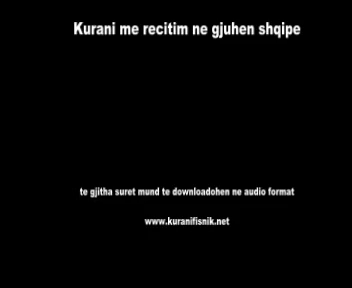 Kurani me recitim ne gjuhen shqipe
te gjitha suret mund te downloadohen ne audio format
www.kuranifisnik.net